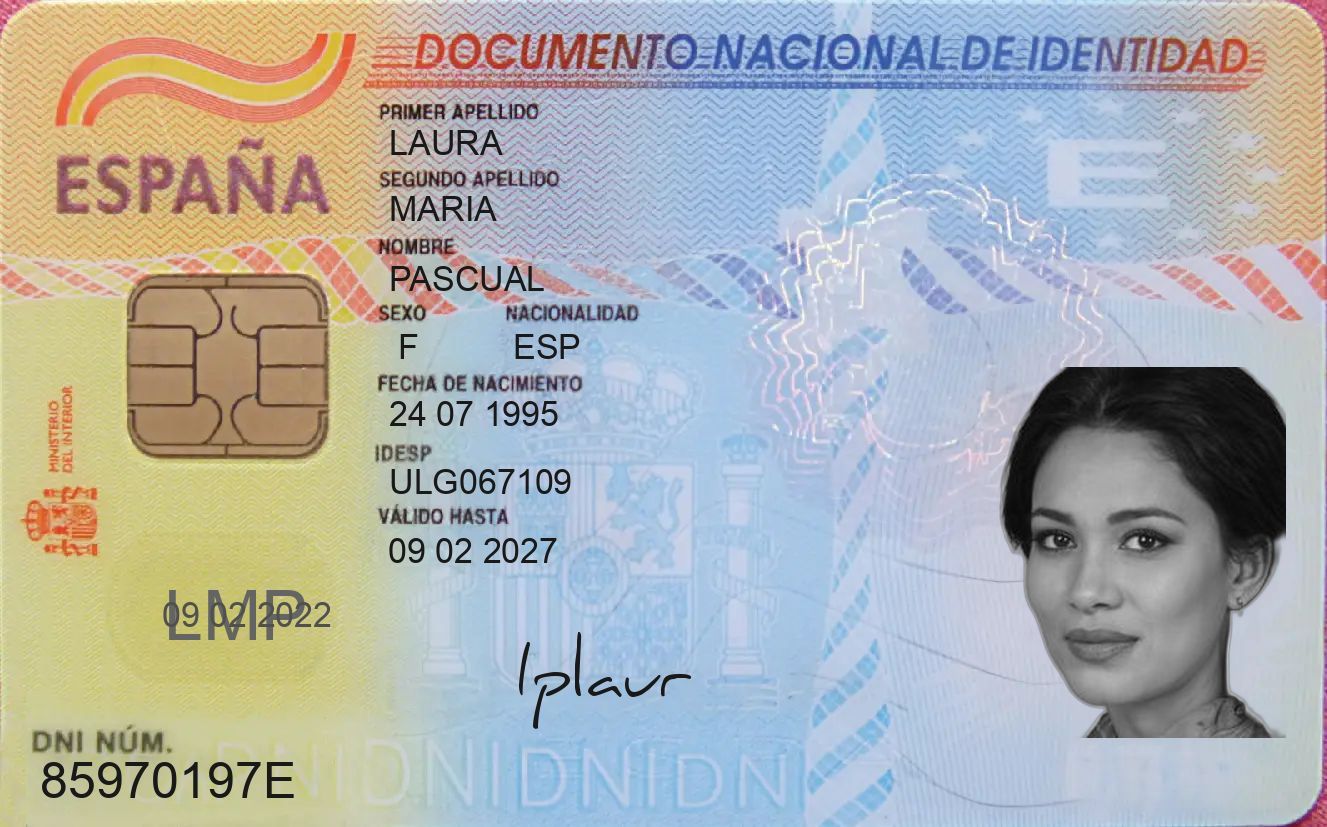 DOCUMENTO NACIONAL DE IDENTIDAD
ESPAÑA
PRIMER APELLIDO
LAURA
SEGUNDO APELLIDO
MARIA
NOMBRE
PASCUAL
SEXO NACIONALIDAD
F ESP
FECHA DE NACIMIENTO
24 07 1995
IDESP
ULG067109
VÁLIDO HASTA
09 02 2027
MINISTERIO
DEL INTERIOR
E
LMP
09 02 2022
lplaur
DNI NÚM.
85970197E
DNIDNIDNIDNI